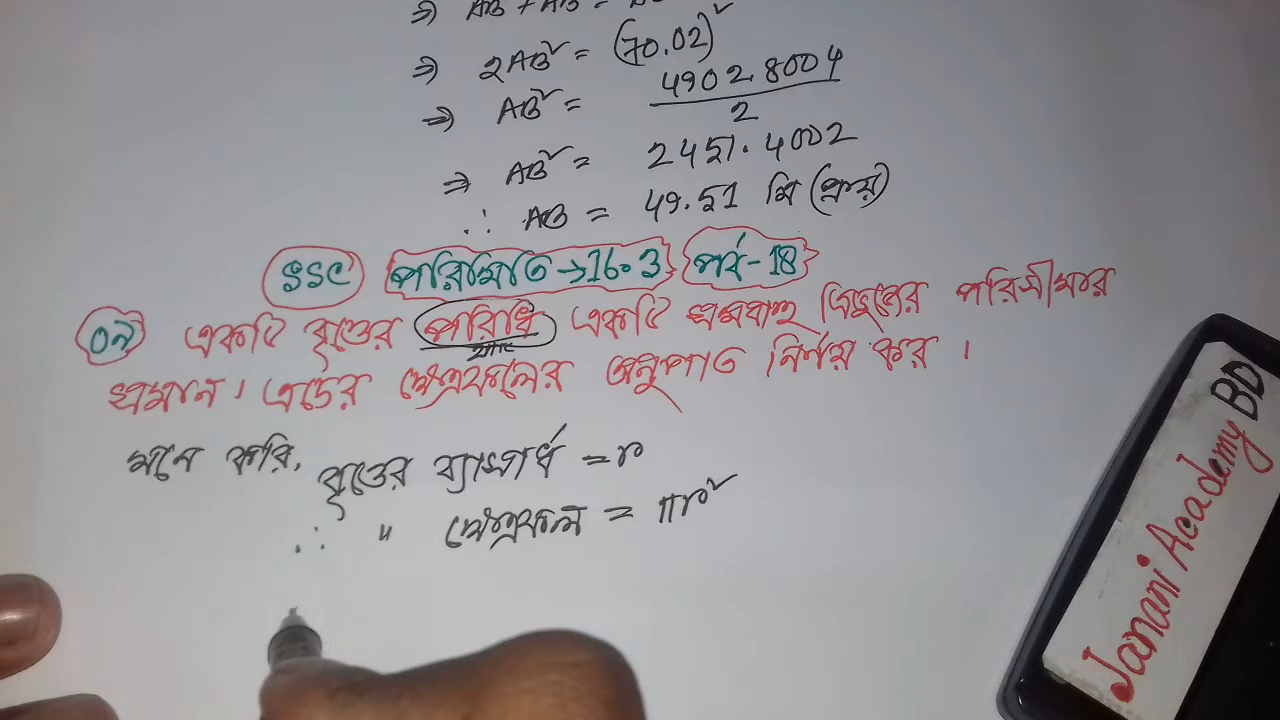 ⇒ 2AB² = (70.02)²
⇒ AB² = 4902.8004 / 2
⇒ AB² = 2451.4002
∴ AB = 49.51 মি (প্রায়)
SSC পরিমিতি→16.3 পর্ব-18
একটি বৃত্তের পরিধি একটি সমবাহু ত্রিভুজের পরিসীমার
সমান। এদের ক্ষেত্রফলের অনুপাত নির্ণয় কর।
মনে করি, বৃত্তের ব্যাসার্ধ = r
∴ " ক্ষেত্রফল = πr²
Janani Academy BD